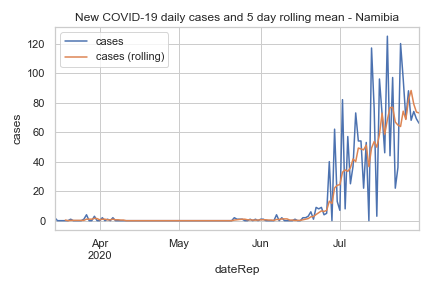 New COVID-19 daily cases and 5 day rolling mean - Namibia
cases
cases (rolling)
120
100
80
60
40
20
0
cases
Apr May Jun Jul
2020
dateRep